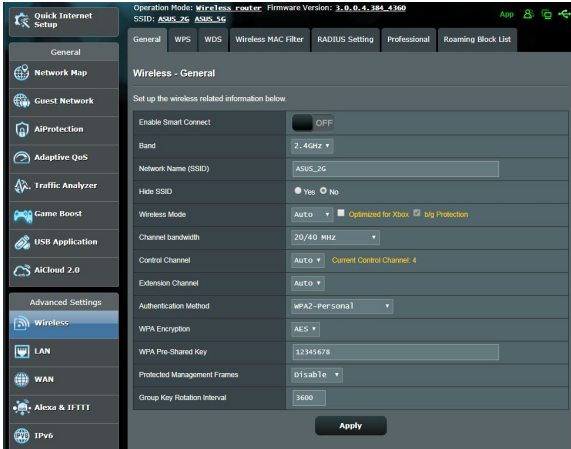 Quick Internet
Setup
Operation Mode: Wireless router Firmware Version: 3.0.0.4.384_4360
SSID: ASUS_2G ASUS_5G
App
General
Network Map
Guest Network
AiProtection
Adaptive QoS
Traffic Analyzer
Game Boost
USB Application
AiCloud 2.0
Advanced Settings
Wireless
LAN
WAN
Alexa & IFTTT
IPv6
General WPS WDS Wireless MAC Filter RADIUS Setting Professional Roaming Block List
Wireless - General
Set up the wireless related information below.
Enable Smart Connect OFF
Band 2.4GHz
Network Name (SSID) ASUS_2G
Hide SSID Yes No
Wireless Mode Auto Optimized for Xbox b/g Protection
Channel bandwidth 20/40 MHz
Control Channel Auto Current Control Channel: 4
Extension Channel Auto
Authentication Method WPA2-Personal
WPA Encryption AES
WPA Pre-Shared Key 12345678
Protected Management Frames Disable
Group Key Rotation Interval 3600
Apply